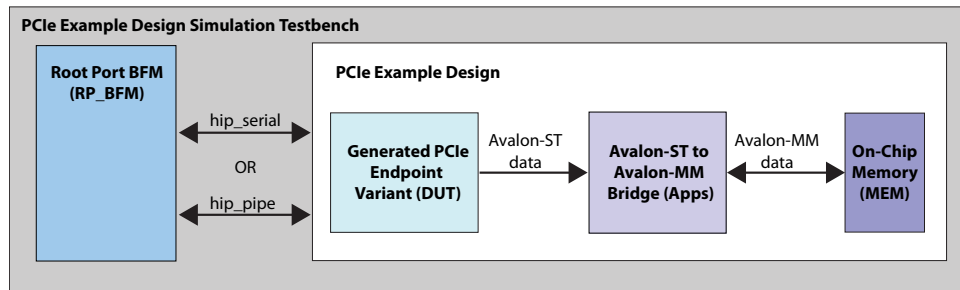 PCIe Example Design Simulation Testbench
Root Port BFM
(RP_BFM)
hip_serial
OR
hip_pipe
PCIe Example Design
Generated PCIe
Endpoint
Variant (DUT)
Avalon-ST
data
Avalon-ST to
Avalon-MM
Bridge (Apps)
Avalon-MM
data
On-Chip
Memory
(MEM)